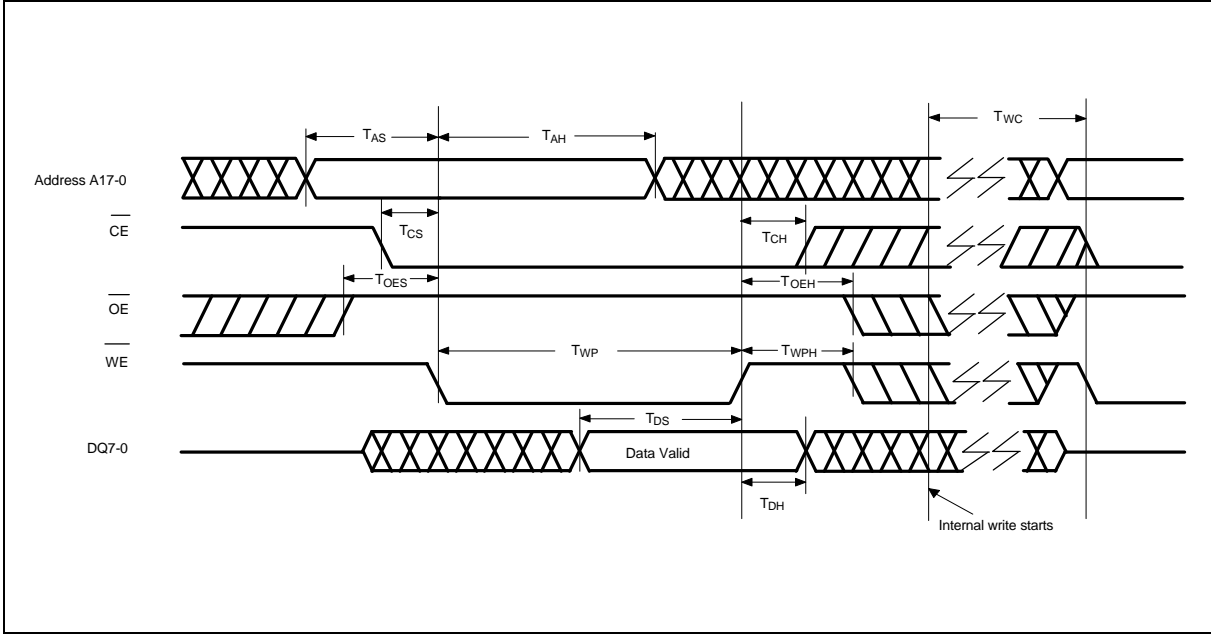 TWC
TAS
TAH
Address A17-0
CE
TCS
TCH
TOES
TOEH
OE
TWP
TWPH
WE
TDS
DQ7-0
Data Valid
TDH
Internal write starts